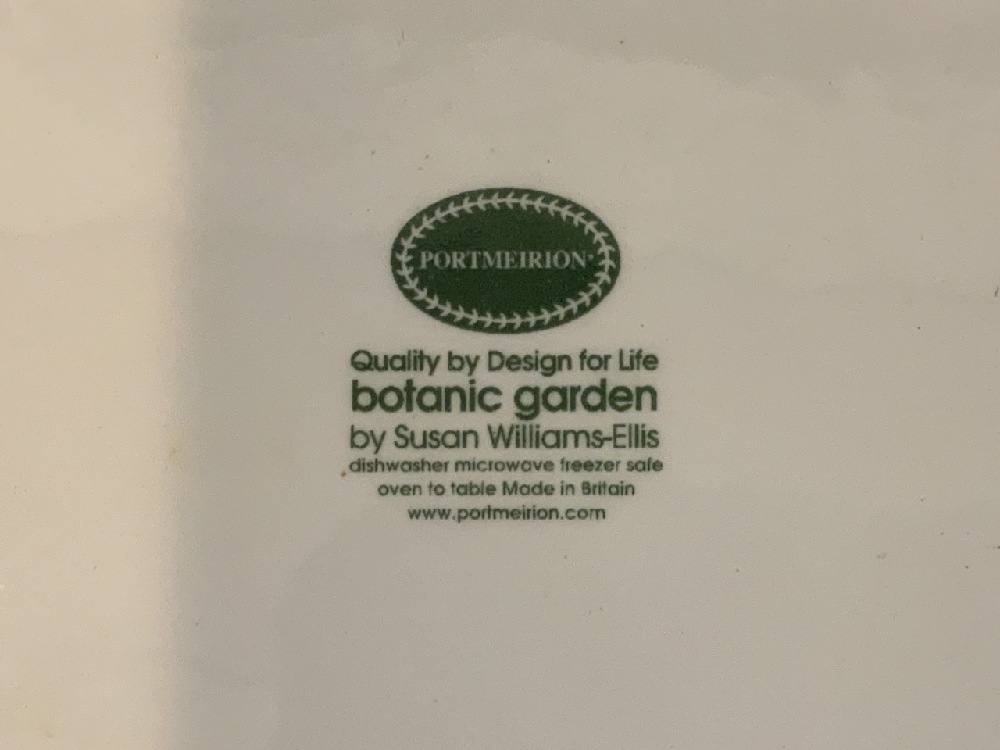 PORTMEIRION®
Quality by Design for Life
botanic garden
by Susan Williams-Ellis
dishwasher microwave freezer safe
oven to table Made in Britain
www.portmeirion.com